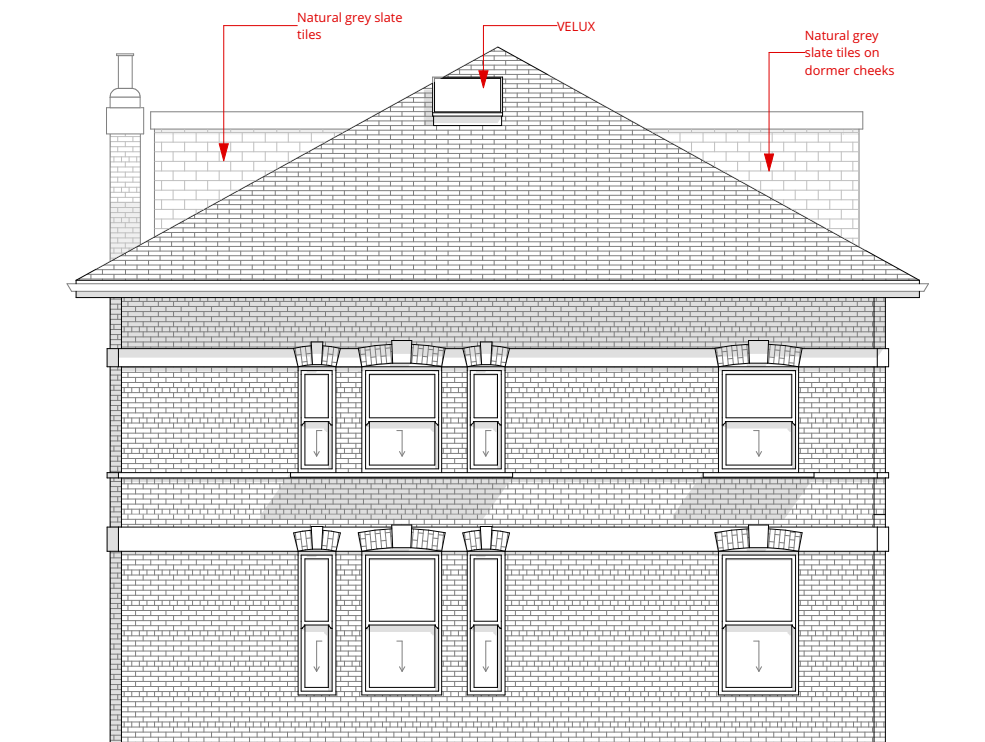 Natural grey slate
tiles
VELUX
Natural grey
slate tiles on
dormer cheeks